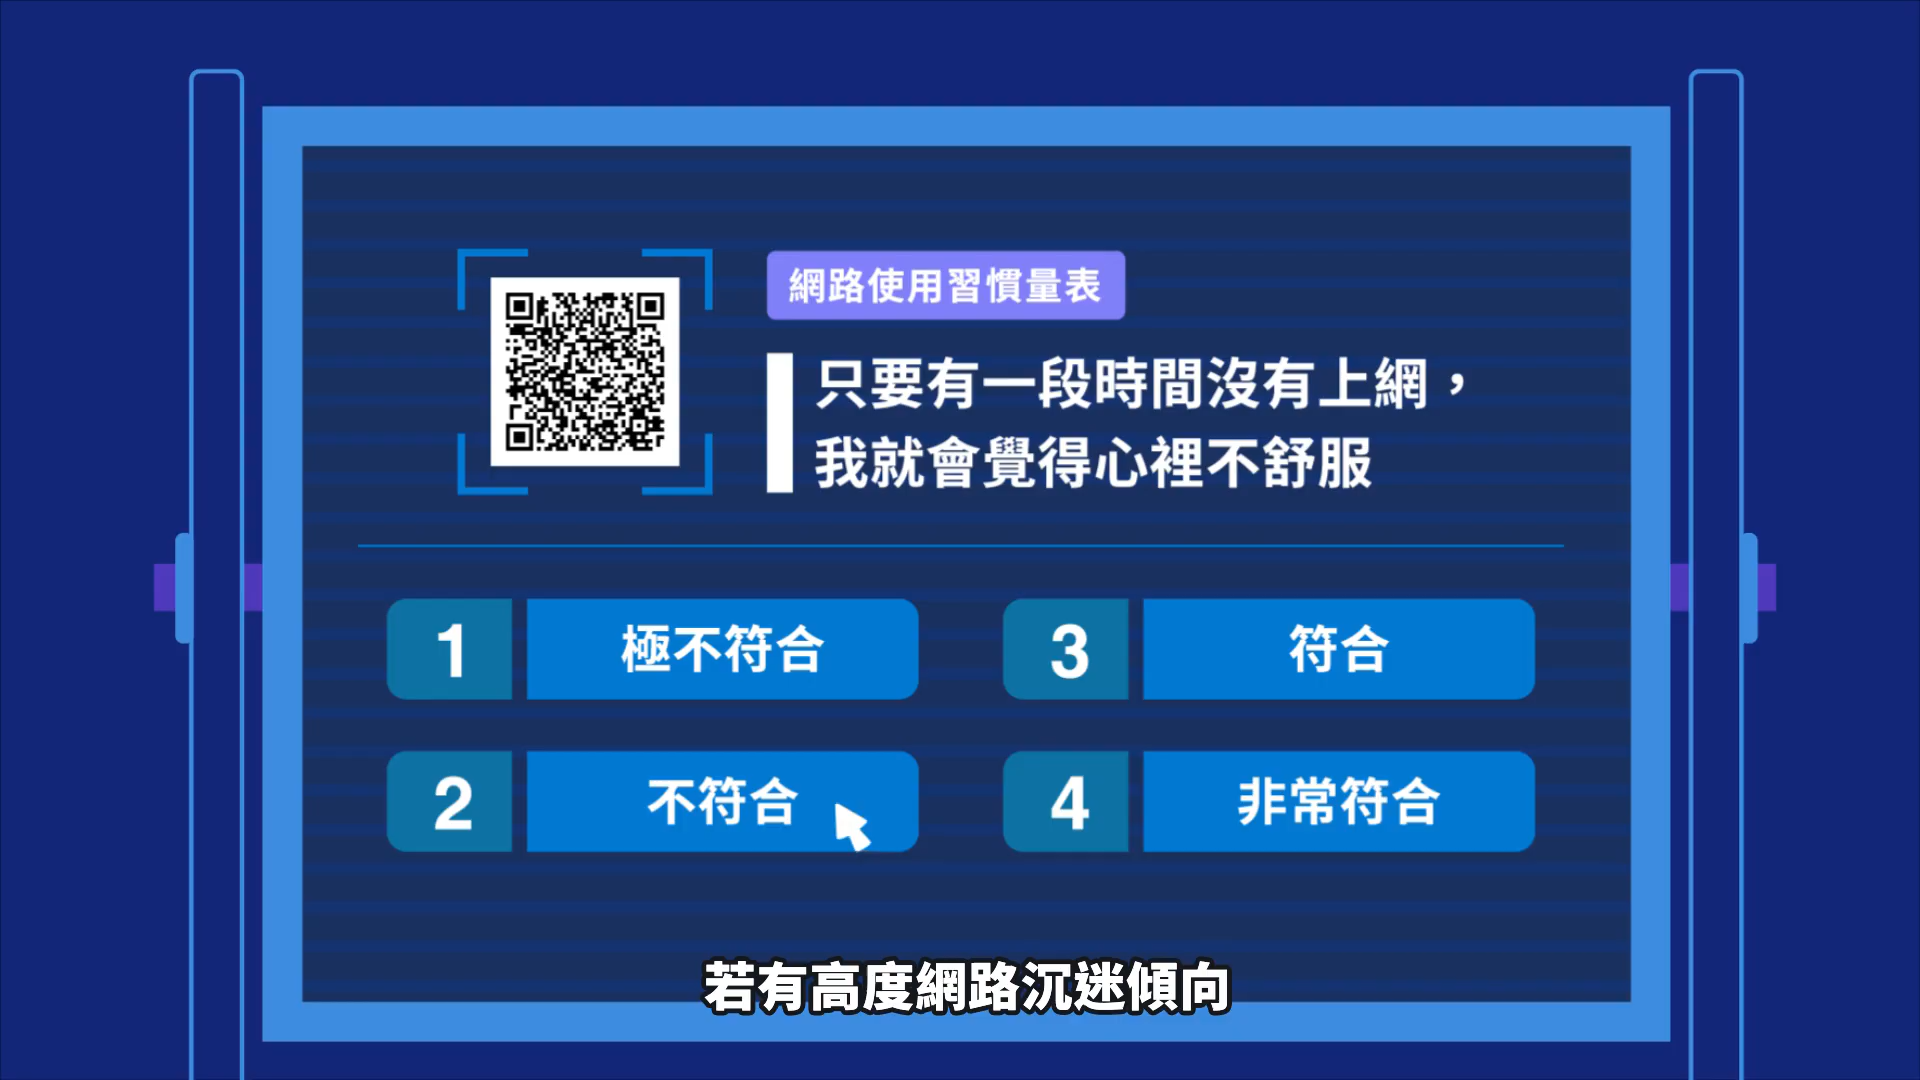 網路使用習慣量表
只要有一段時間沒有上網，
我就會覺得心裡不舒服
1 極不符合
2 不符合
3 符合
4 非常符合
若有高度網路沉迷傾向